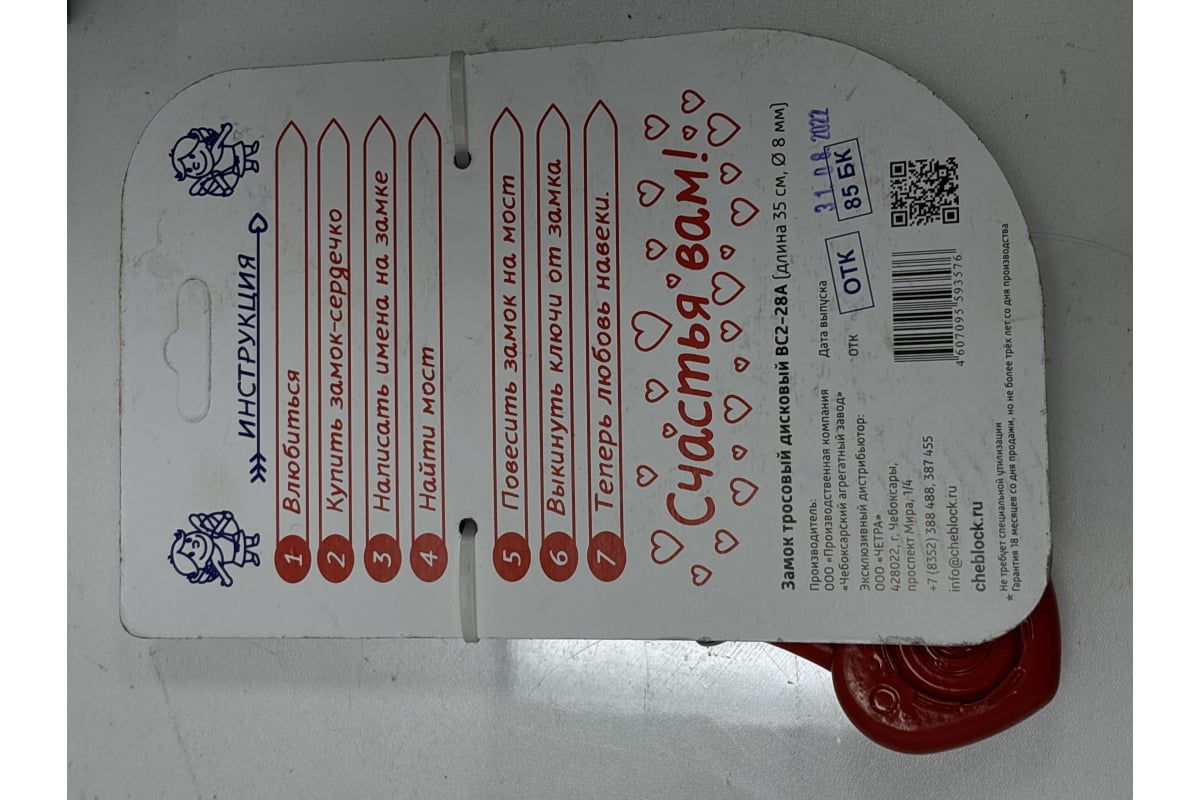 ИНСТРУКЦИЯ
1 Влюбиться
2 Купить замок-сердечко
3 Написать имена на замке
4 Найти мост
5 Повесить замок на мост
6 Выкинуть ключи от замка
7 Теперь любовь навеки.
Счастья вам!
Замок тросовый дисковый ВС2-28А (длина 35 см, Ø 8 мм)
Производитель:
ООО «Производственная компания
«Чебоксарский агрегатный завод»
Эксклюзивный дистрибьютор:
ООО «ЧЕТРА»
428022, г. Чебоксары,
проспект Мира, 1/4
+7 (8352) 388 488, 387 455
info@cheblock.ru
cheblock.ru
Дата выпуска
31 08 2022
ОТК
ОТК
85 БК
4 607095 593576
Не требует специальной утилизации
* Гарантия 18 месяцев со дня продажи, но не более трёх лет со дня производства